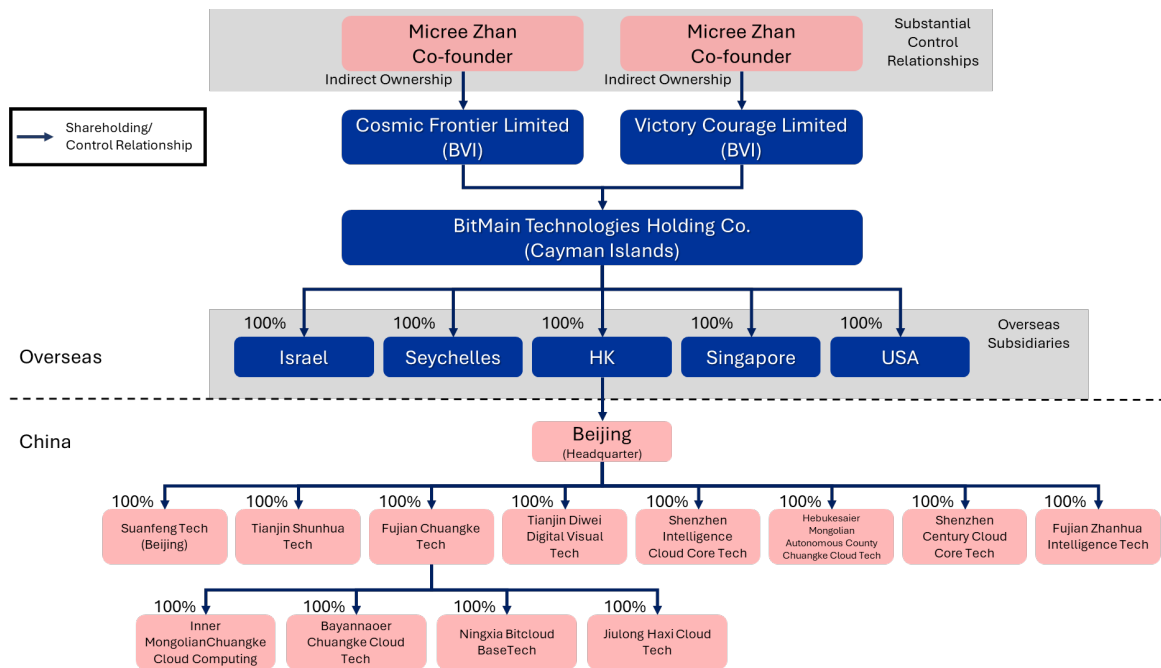 Micree Zhan
Co-founder
Micree Zhan
Co-founder
Substantial
Control
Relationships
Indirect Ownership
Indirect Ownership
Shareholding/
Control Relationship
Cosmic Frontier Limited
(BVI)
Victory Courage Limited
(BVI)
BitMain Technologies Holding Co.
(Cayman Islands)
100%
100%
100%
100%
100%
Overseas
Subsidiaries
Overseas
Israel
Seychelles
HK
Singapore
USA
China
Beijing
(Headquarter)
100%
100%
100%
100%
100%
100%
100%
100%
Suanfeng Tech
(Beijing)
Tianjin Shunhua
Tech
Fujian Chuangke
Tech
Tianjin Diwei
Digital Visual
Tech
Shenzhen
Intelligence
Cloud Core Tech
Hebukesaier
Mongolian
Autonomous County
Chuangke Cloud Tech
Shenzhen
Century Cloud
Core Tech
Fujian Zhanhua
Intelligence Tech
100%
100%
100%
100%
Inner
MongolianChuangke
Cloud Computing
Bayannaoer
Chuangke Cloud
Tech
Ningxia Bitcloud
BaseTech
Jiulong Haxi Cloud
Tech